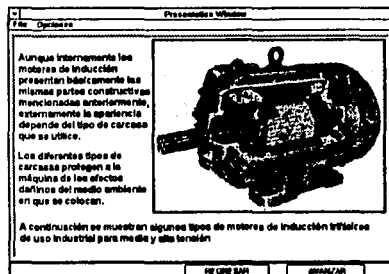 Presentation Window
File Opciones
Aunque internamente los
motores de inducción
presentan básicamente las
mismas partes constructivas
mencionadas anteriormente,
externamente la apariencia
depende del tipo de carcasa
que se utilice.
Los diferentes tipos de
carcasas protegen a la
máquina de los efectos
dañinos del medio ambiente
en que se colocan.
A continuación se muestran algunos tipos de motores de inducción trifásicos
de uso industrial para media y alta tensión
REGRESAR AVANZAR